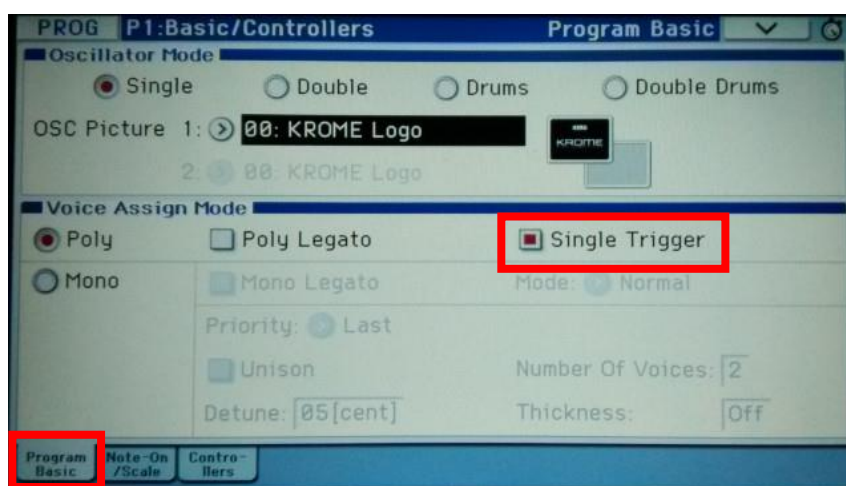 PROG P1:Basic/Controllers Program Basic
Oscillator Mode
Single Double Drums Double Drums
OSC Picture 1: 00: KROME Logo
KROME
2: 00: KROME Logo
Voice Assign Mode
Poly Poly Legato Single Trigger
Mono Mono Legato Mode: Normal
Priority: Last
Unison Number Of Voices: 2
Detune: 05[cent] Thickness: Off
Program Basic Note-On /Scale Contro- llers